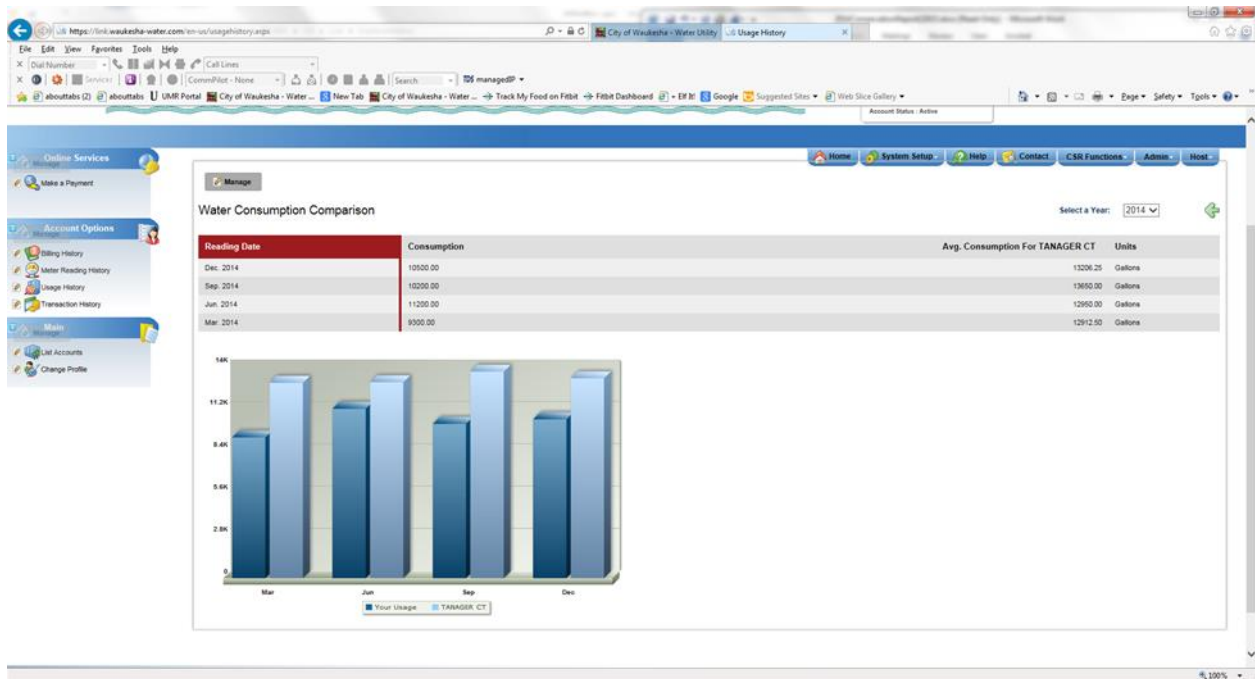 https://link.waukesha-water.com/en-us/usagehistory.aspx
City of Waukesha - Water Utility
Usage History
File Edit View Favorites Tools Help
Dial Number
Call Lines
Services
CommPilot - None
Search
TDS managedIP
abouttabs (2) abouttabs UMR Portal City of Waukesha - Water ... New Tab City of Waukesha - Water ... Track My Food on Fitbit Fitbit Dashboard Google Suggested Sites Web Slice Gallery Page Safety Tools
Account Status : Active
Home System Setup Help Contact CSR Functions Admin Host
Online Services
Make a Payment
Account Options
Billing History
Meter Reading History
Usage History
Transaction History
Main
List Accounts
Change Profile
Manage
Water Consumption Comparison
Select a Year: 2014
Reading Date Consumption Avg. Consumption For TANAGER CT Units
Dec. 2014 10500.00 13206.25 Gallons
Sep. 2014 10200.00 13650.00 Gallons
Jun. 2014 11200.00 12950.00 Gallons
Mar. 2014 9300.00 12912.50 Gallons
14K
11.2K
8.4K
5.6K
2.8K
0
Mar Jun Sep Dec
Your Usage TANAGER CT
100%